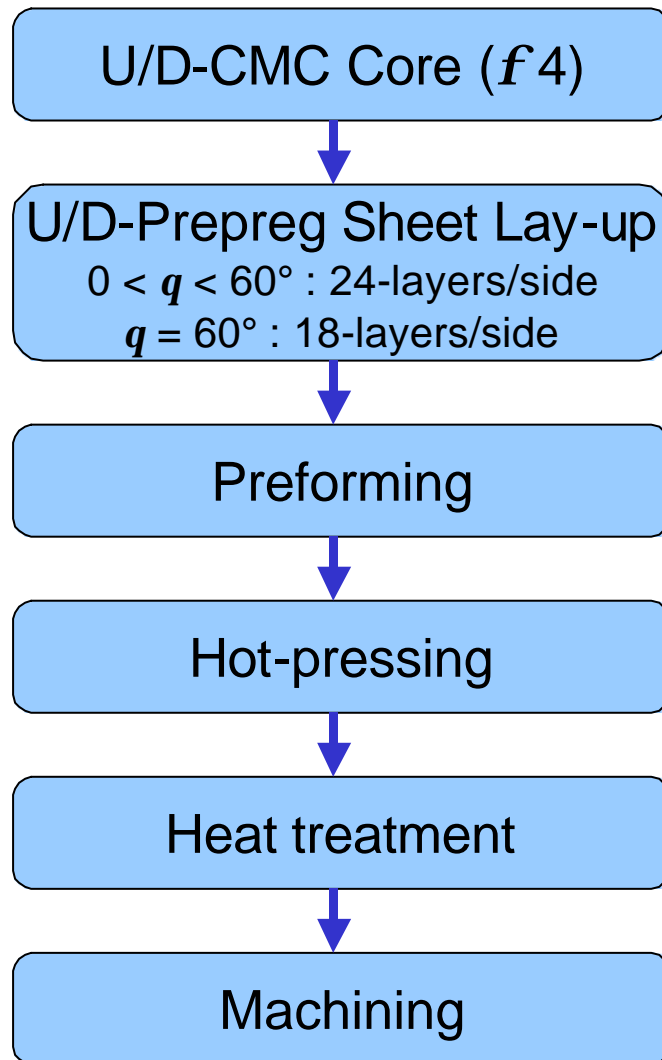 U/D-CMC Core (f 4)
U/D-Prepreg Sheet Lay-up
0 < q < 60° : 24-layers/side
q = 60° : 18-layers/side
Preforming
Hot-pressing
Heat treatment
Machining